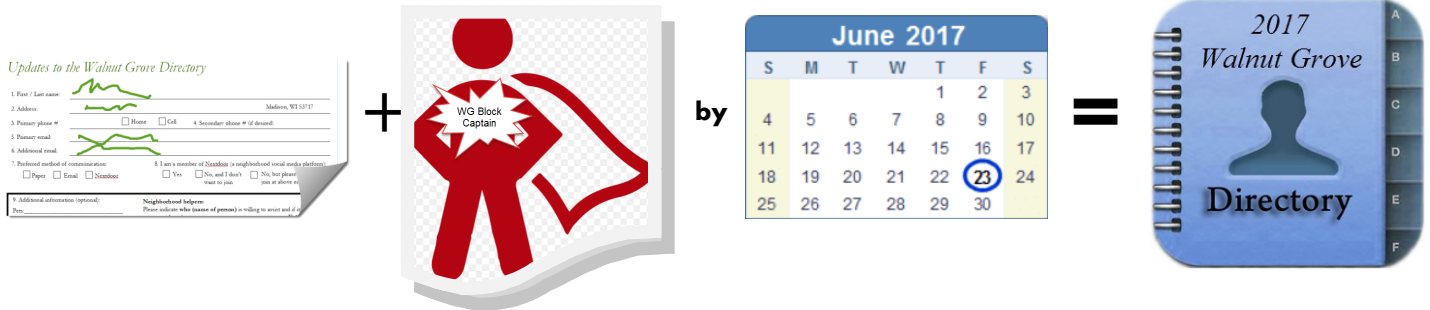 Updates to the Walnut Grove Directory
1. First / Last name:
2. Address: Madison, WI 53717
3. Primary phone # Home Cell 4. Secondary phone # (if desired):
5. Primary email:
6. Additional email:
7. Preferred method of communication: 8. I am a member of Nextdoor (a neighborhood social media platform):
Paper Email Nextdoor Yes No, and I don't No, but please
want to join join at above e
9. Additional information (optional): Neighborhood helpers:
Pets: Please indicate who (name of person) is willing to assist and if
+
WG Block
Captain
by
June 2017
S M T W T F S
1 2 3
4 5 6 7 8 9 10
11 12 13 14 15 16 17
18 19 20 21 22 23 24
25 26 27 28 29 30
=
2017
Walnut Grove
Directory
A
B
C
D
E
F